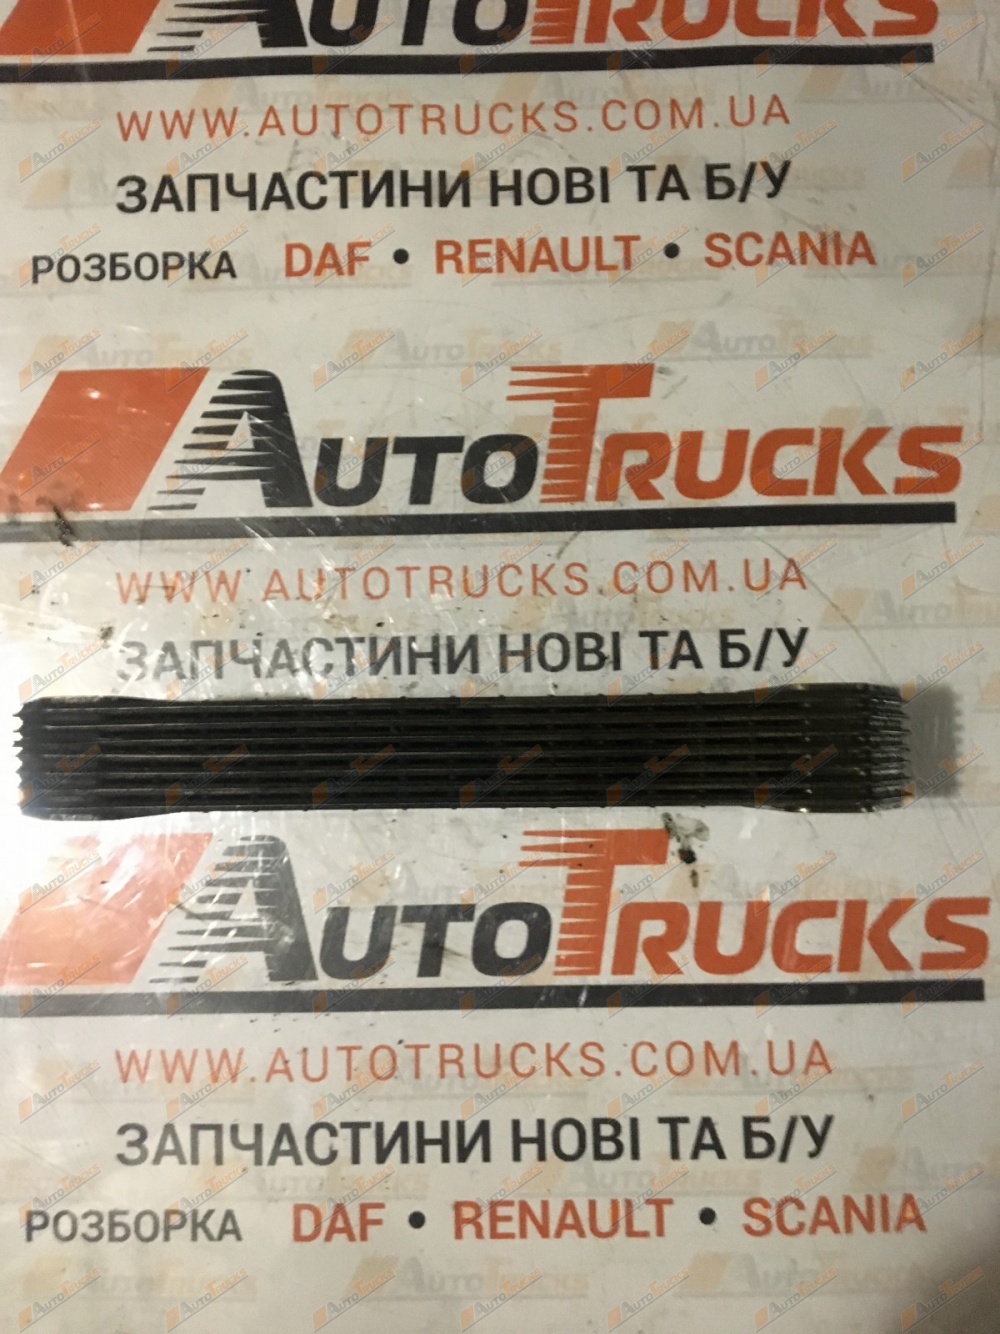 AUTOTRUCKS
WWW.AUTOTRUCKS.COM.UA
ЗАПЧАСТИНИ НОВІ ТА Б/У
РОЗБОРКА DAF • RENAULT • SCANIA
AUTOTRUCKS
WWW.AUTOTRUCKS.COM.UA
ЗАПЧАСТИНИ НОВІ ТА Б/У
AUTOTRUCKS
WWW.AUTOTRUCKS.COM.UA
ЗАПЧАСТИНИ НОВІ ТА Б/У
РОЗБОРКА DAF • RENAULT • SCANIA